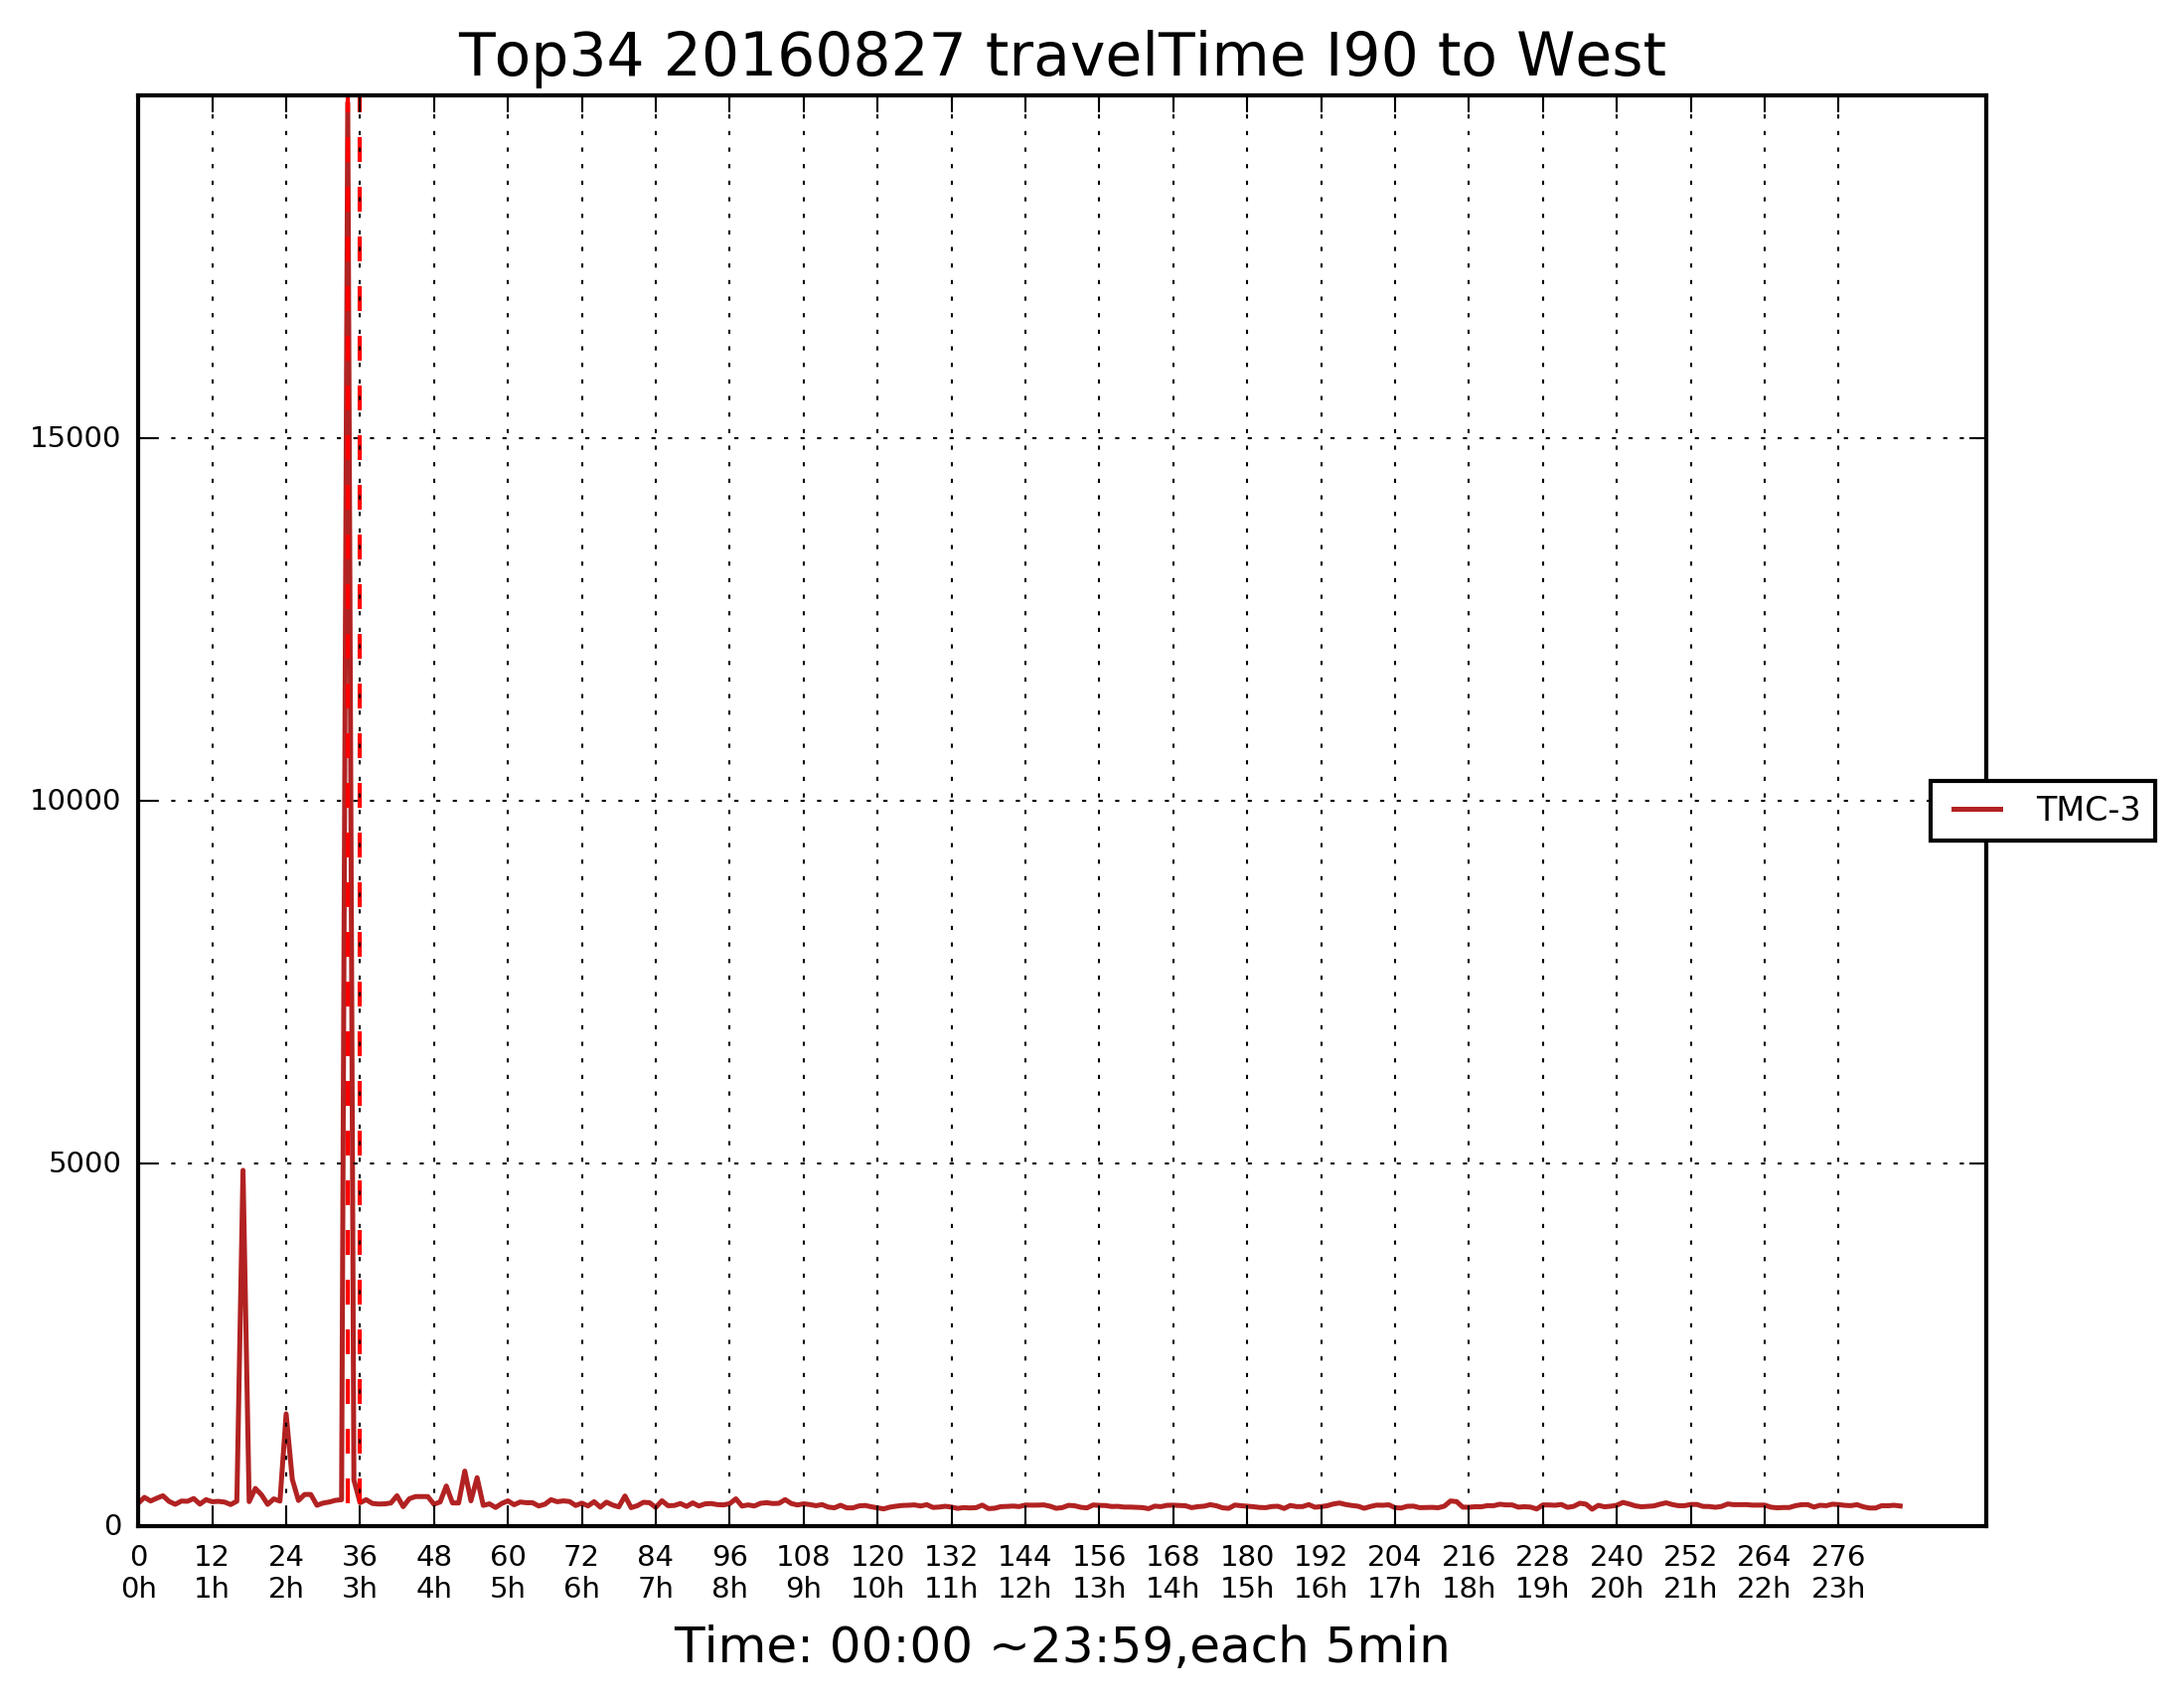 Top34 20160827 travelTime I90 to West
15000
10000
5000
0
TMC-3
0 12 24 36 48 60 72 84 96 108 120 132 144 156 168 180 192 204 216 228 240 252 264 276
0h 1h 2h 3h 4h 5h 6h 7h 8h 9h 10h 11h 12h 13h 14h 15h 16h 17h 18h 19h 20h 21h 22h 23h
Time: 00:00 ~23:59,each 5min